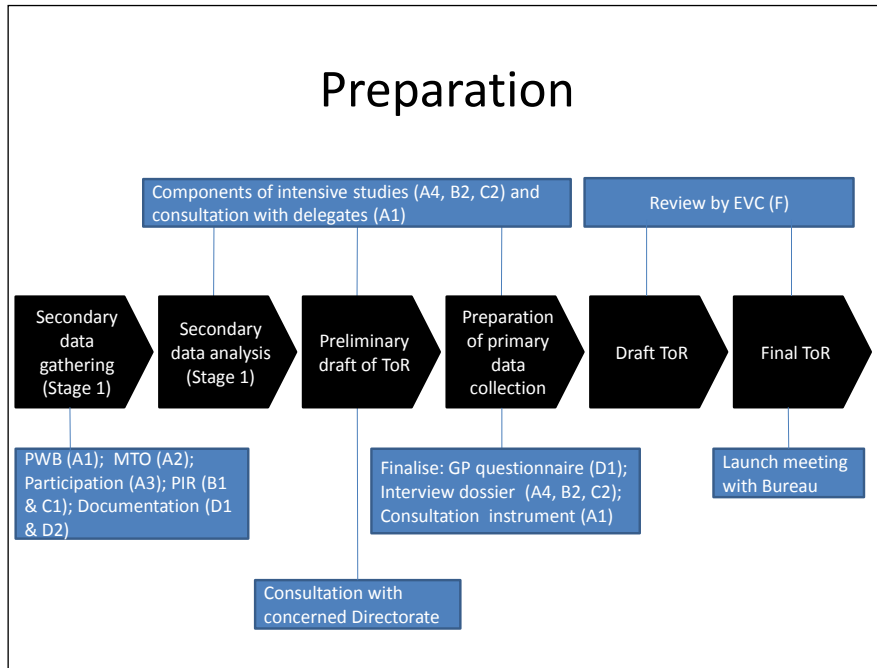 Preparation
Components of intensive studies (A4, B2, C2) and
consultation with delegates (A1)
Review by EVC (F)
Secondary
data
gathering
(Stage 1)
Secondary
data analysis
(Stage 1)
Preliminary
draft of ToR
Preparation
of primary
data
collection
Draft ToR
Final ToR
PWB (A1);  MTO (A2);
Participation (A3); PIR (B1
& C1); Documentation (D1
& D2)
Finalise: GP questionnaire (D1);
Interview dossier  (A4, B2, C2);
Consultation  instrument (A1)
Launch meeting
with Bureau
Consultation with
concerned Directorate